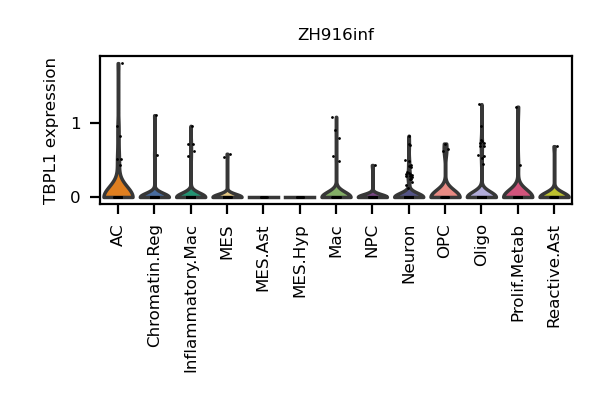 ZH916inf
TBPL1 expression
1
0
AC
Chromatin.Reg
Inflammatory.Mac
MES
MES.Ast
MES.Hyp
Mac
NPC
Neuron
OPC
Oligo
Prolif.Metab
Reactive.Ast